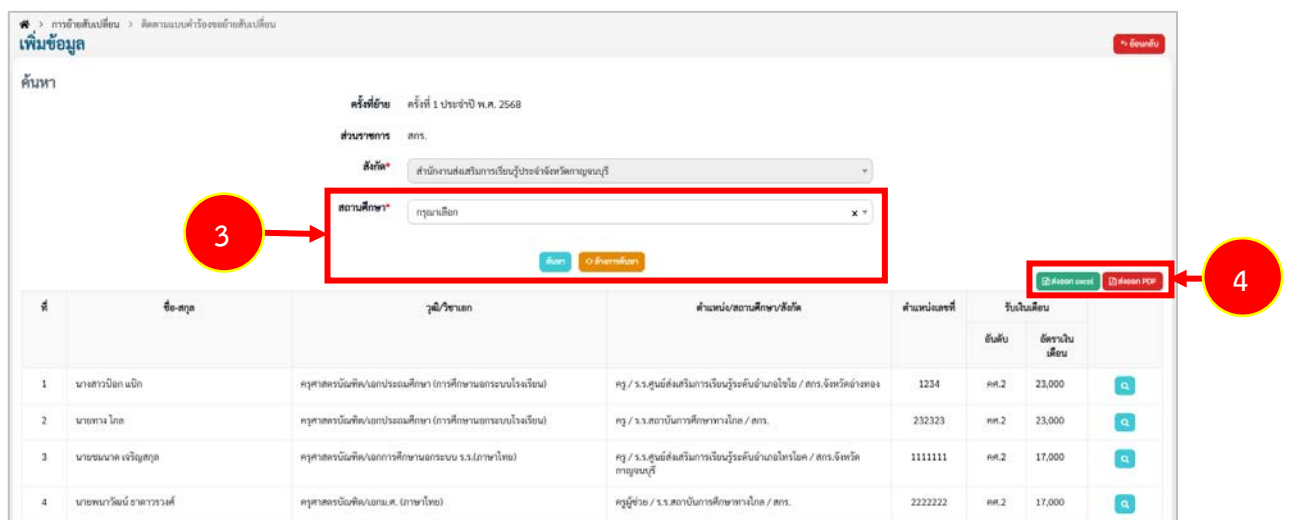 > การย้ายสับเปลี่ยน > ติดตามแบบคำร้องขอย้ายสับเปลี่ยน
เพิ่มข้อมูล
ย้อนกลับ
ค้นหา
ครั้งที่ย้าย ครั้งที่ 1 ประจำปี พ.ศ. 2568
ส่วนราชการ สกร.
สังกัด* สำนักงานส่งเสริมการเรียนรู้ประจำจังหวัดกาญจนบุรี
สถานศึกษา* กรุณาเลือก x
3
ค้นหา ล้างการค้นหา
ส่งออก excel ส่งออก PDF
4
ที่ ชื่อ-สกุล วุฒิ/วิชาเอก ตำแหน่ง/สถานศึกษา/สังกัด ตำแหน่งเลขที่ รับเงินเดือน
อันดับ อัตราเงิน
เดือน
1 นางสาวป๊อก แป๊ก ครุศาสตรบัณฑิต/เอกประถมศึกษา (การศึกษานอกระบบโรงเรียน) ครู / ร.ร.ศูนย์ส่งเสริมการเรียนรู้ระดับอำเภอไชโย / สกร.จังหวัดอ่างทอง 1234 คศ.2 23,000
2 นายทาง ไกล ครุศาสตรบัณฑิต/เอกประถมศึกษา (การศึกษานอกระบบโรงเรียน) ครู / ร.ร.สถาบันการศึกษาทางไกล / สกร. 232323 คศ.2 23,000
3 นายชมนาค เจริญสกุล ครุศาสตรบัณฑิต/เอกการศึกษานอกระบบ ร.ร.(ภาษาไทย) ครู / ร.ร.ศูนย์ส่งเสริมการเรียนรู้ระดับอำเภอไทรโยค / สกร.จังหวัด
กาญจนบุรี 1111111 คศ.2 17,000
4 นายพนาวัฒน์ ธาดาวรวงศ์ ครุศาสตรบัณฑิต/เอกม.ศ. (ภาษาไทย) ครูผู้ช่วย / ร.ร.สถาบันการศึกษาทางไกล / สกร. 2222222 คศ.2 17,000